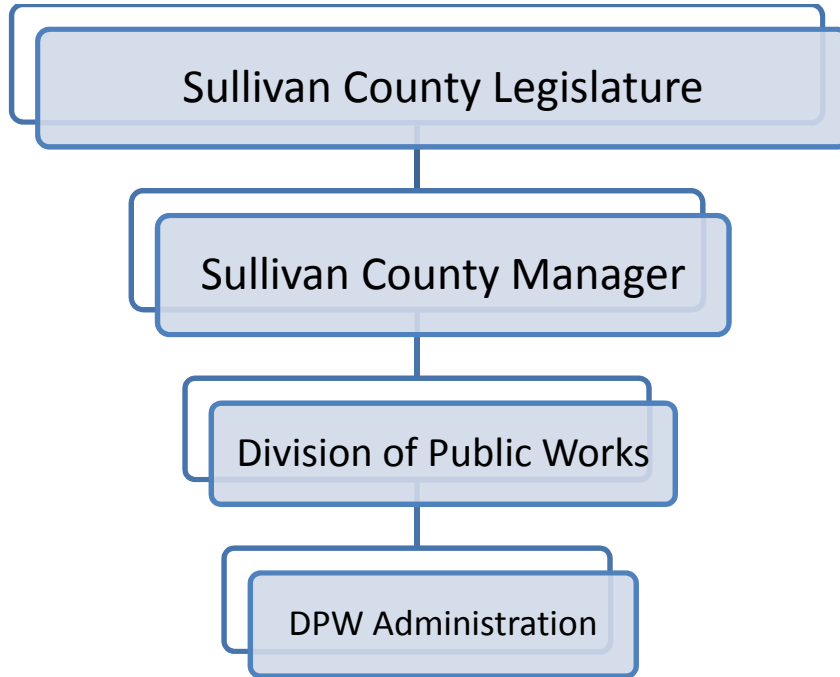 Sullivan County Legislature
Sullivan County Manager
Division of Public Works
DPW Administration